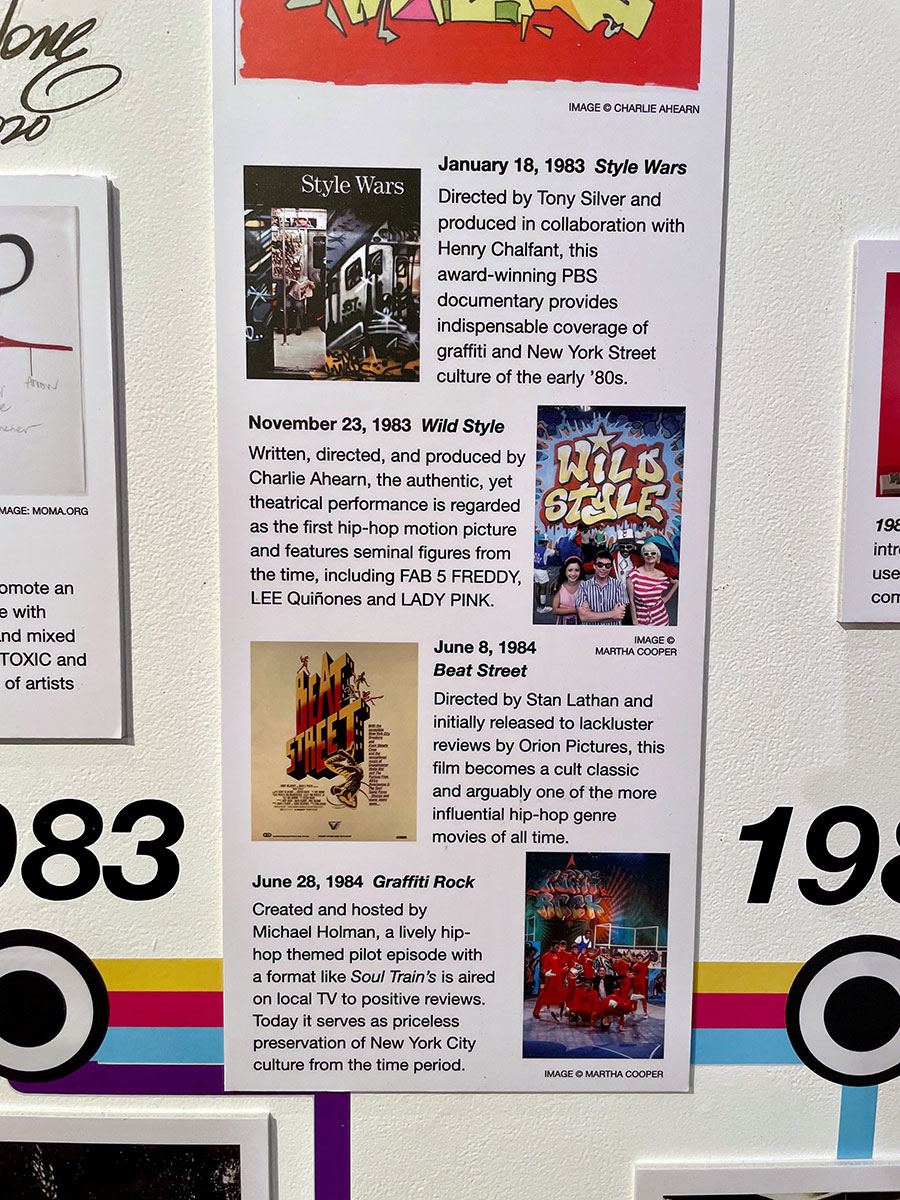 IMAGE © CHARLIE AHEARN
Style Wars
January 18, 1983 Style Wars
Directed by Tony Silver and
produced in collaboration with
Henry Chalfant, this
award-winning PBS
documentary provides
indispensable coverage of
graffiti and New York Street
culture of the early ’80s.
November 23, 1983 Wild Style
Written, directed, and produced by
Charlie Ahearn, the authentic, yet
theatrical performance is regarded
as the first hip-hop motion picture
and features seminal figures from
the time, including FAB 5 FREDDY,
LEE Quiñones and LADY PINK.
WILD
STYLE
IMAGE ©
MARTHA COOPER
BEAT
STREET
June 8, 1984
Beat Street
Directed by Stan Lathan and
initially released to lackluster
reviews by Orion Pictures, this
film becomes a cult classic
and arguably one of the more
influential hip-hop genre
movies of all time.
June 28, 1984 Graffiti Rock
Created and hosted by
Michael Holman, a lively hip-
hop themed pilot episode with
a format like Soul Train’s is aired
on local TV to positive reviews.
Today it serves as priceless
preservation of New York City
culture from the time period.
IMAGE © MARTHA COOPER
MAGE: MOMA.ORG
omote an
e with
nd mixed
TOXIC and
of artists
983
198
198
intro
use
com